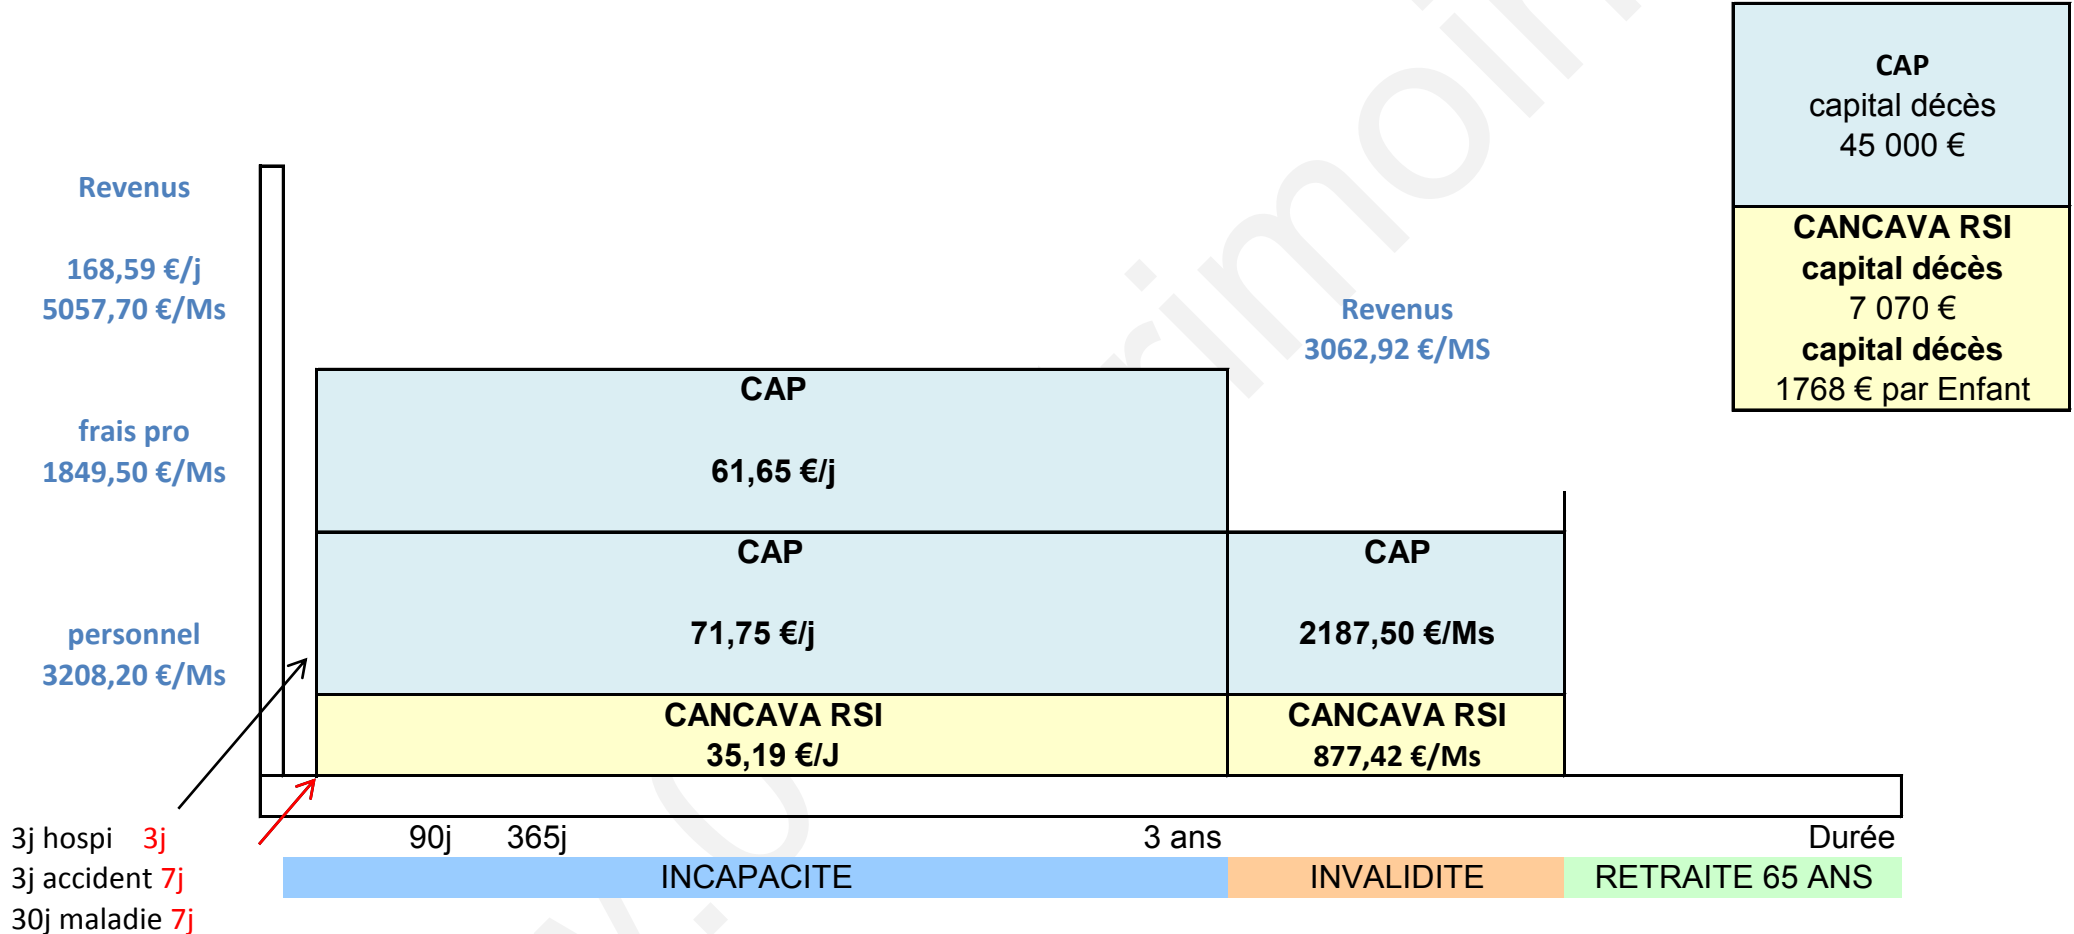 CAP
capital décès
45 000 €
CANCAVA RSI
capital décès
7 070 €
capital décès
1768 € par Enfant
Revenus
168,59 €/j
5057,70 €/Ms
Revenus
3062,92 €/MS
frais pro
1849,50 €/Ms
CAP
61,65 €/j
personnel
3208,20 €/Ms
CAP
71,75 €/j
CAP
2187,50 €/Ms
CANCAVA RSI
35,19 €/J
CANCAVA RSI
877,42 €/Ms
3j hospi 3j
3j accident 7j
30j maladie 7j
90j 365j 3 ans Durée
INCAPACITE INVALIDITE RETRAITE 65 ANS